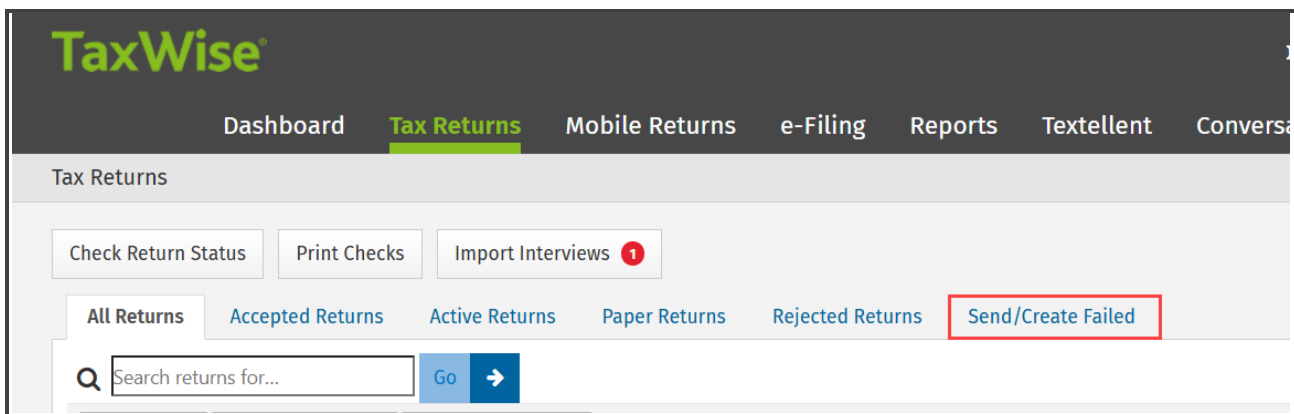 TaxWise®
Dashboard Tax Returns Mobile Returns e-Filing Reports Textellent
Tax Returns
Check Return Status Print Checks Import Interviews 1
All Returns Accepted Returns Active Returns Paper Returns Rejected Returns Send/Create Failed
Search returns for... Go